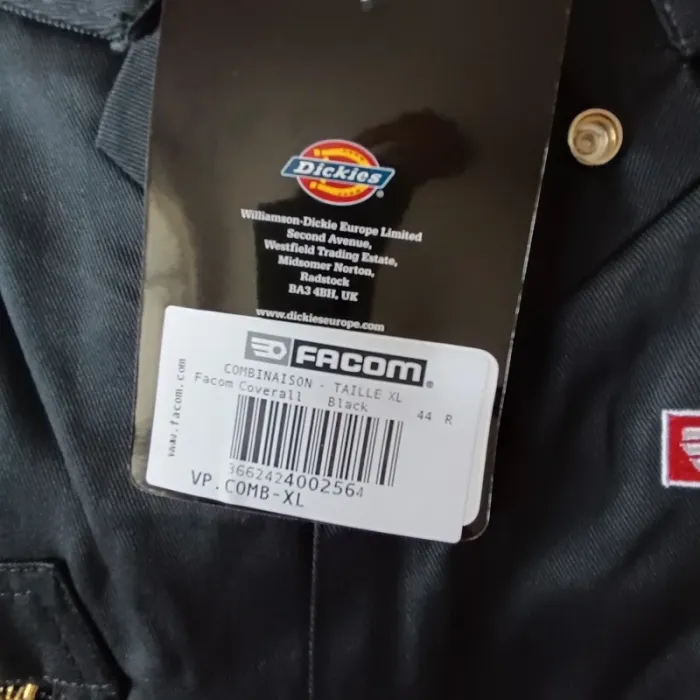 Dickies
Williamson-Dickie Europe Limited
Second Avenue,
Westfield Trading Estate,
Midsomer Norton,
Radstock
BA3 4BH, UK
www.dickieseurope.com
FACOM
COMBINAISON - TAILLE XL
Facom Coverall Black 44 R
3662424002564
VP.COMB-XL
www.facom.com